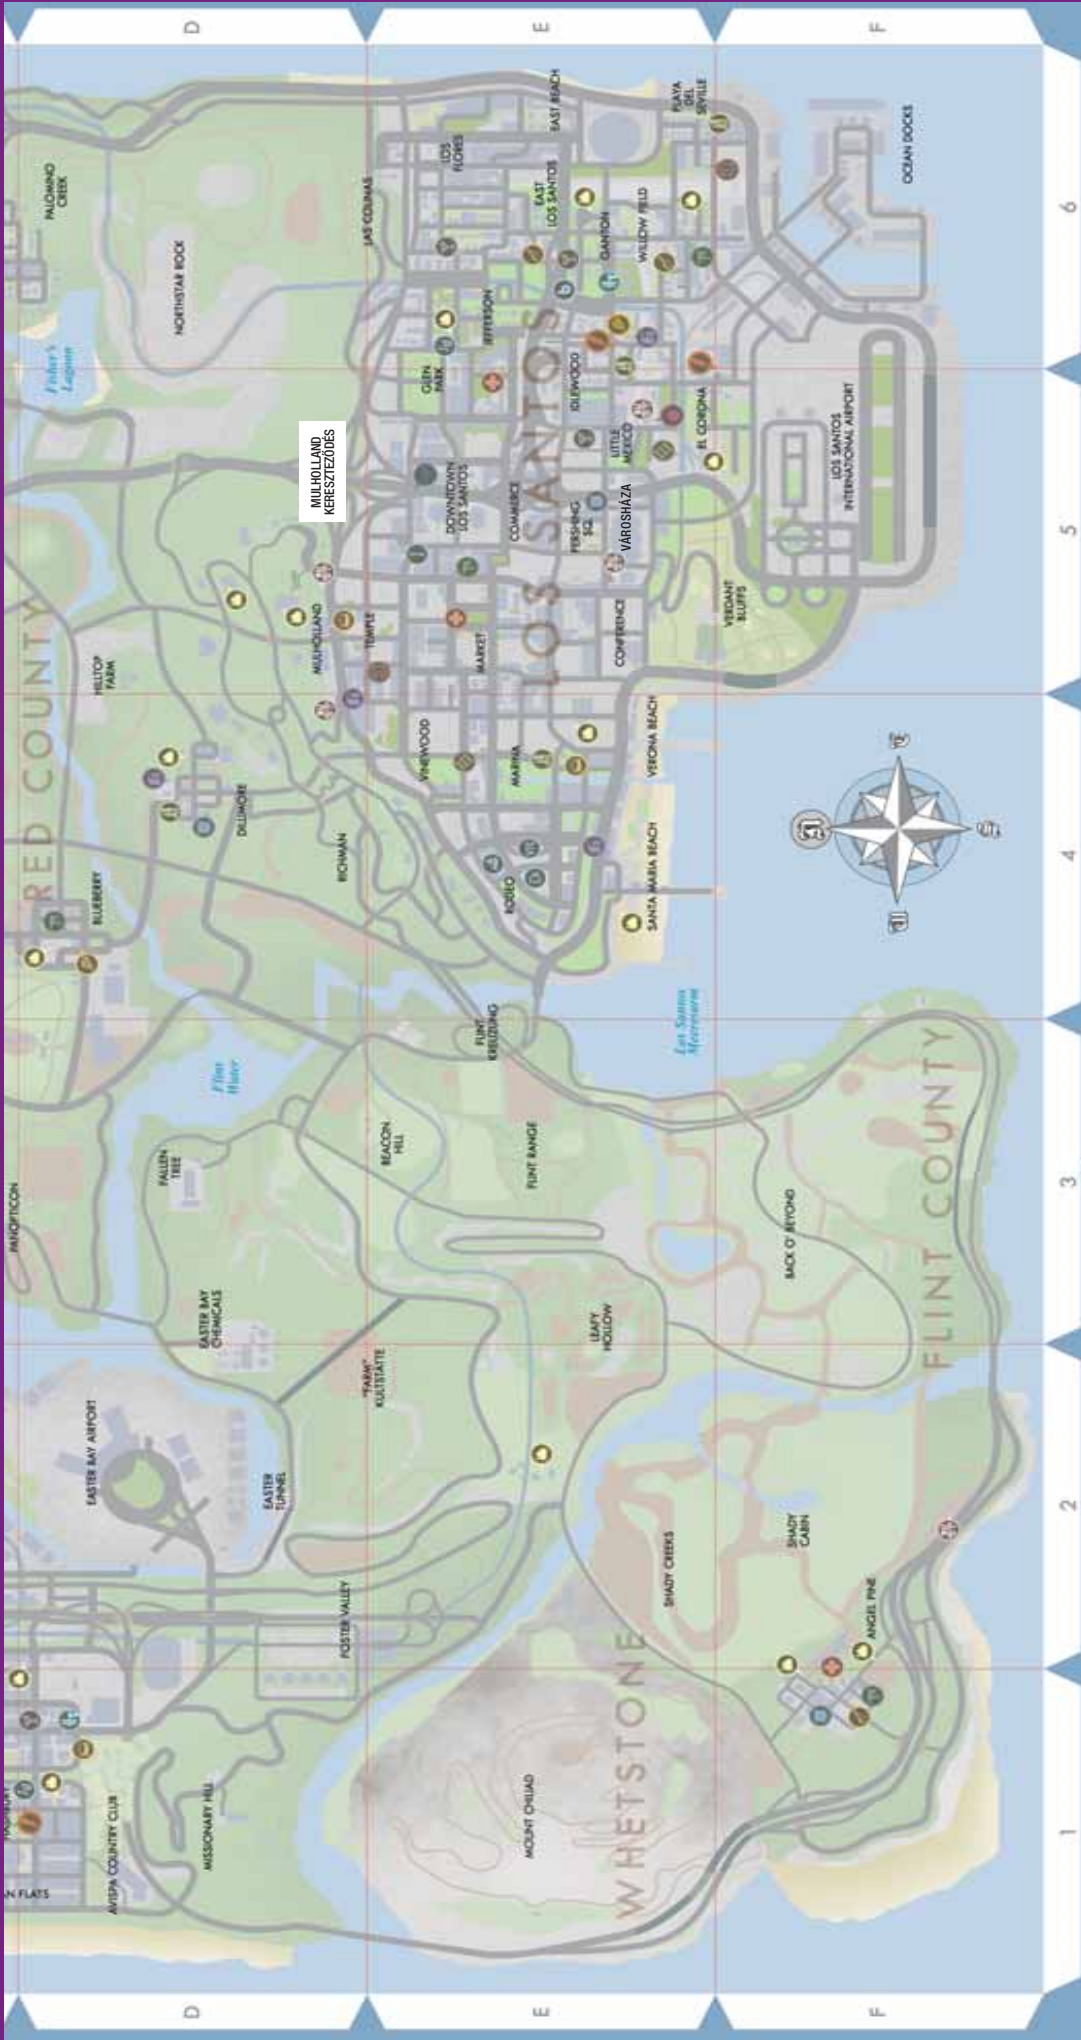 D
E
F
1
2
3
4
5
6
D
E
F
PALOMINO
CREEK
NORTHSTAR ROCK
Fisher's
Lagoon
LAS COLINAS
LOS
FLORES
EAST BEACH
EAST
LOS SANTOS
PLAYA
DEL
SEVILLE
GANTON
WILLOW FIELD
OCEAN DOCKS
JEFFERSON
GLEN
PARK
IDLEWOOD
LITTLE
MEXICO
EL CORONA
LOS SANTOS
INTERNATIONAL AIRPORT
MULHOLLAND
KERESZTEZŐDÉS
DOWNTOWN
LOS SANTOS
COMMERCE
PERSHING
SQ.
VÁROSHÁZA
LOS SANTOS
MULHOLLAND
TEMPLE
MARKET
CONFERENCE
VERDANT
BLUFFS
RED COUNTY
HILLTOP
FARM
DILLIMORE
BLUEBERRY
RICHMAN
VINEWOOD
MARINA
RODEO
VERONA BEACH
SANTA MARIA BEACH
Los Santos
Meeresarm
FLINT
KREUZUNG
Flint
Water
FALLEN
TREE
BEACON
HILL
FLINT RANGE
BACK O' BEYOND
FLINT COUNTY
PANOPTICON
EASTER BAY
CHEMICALS
LEAFY
HOLLOW
"FARM"
KULTSTÄTTE
EASTER BAY AIRPORT
EASTER
TUNNEL
SHADY CREEKS
SHADY
CABIN
ANGEL PINE
FOSTER VALLEY
WHETSTONE
MOUNT CHILIAD
MISSIONARY HILL
AVISPA COUNTRY CLUB
AN FLATS